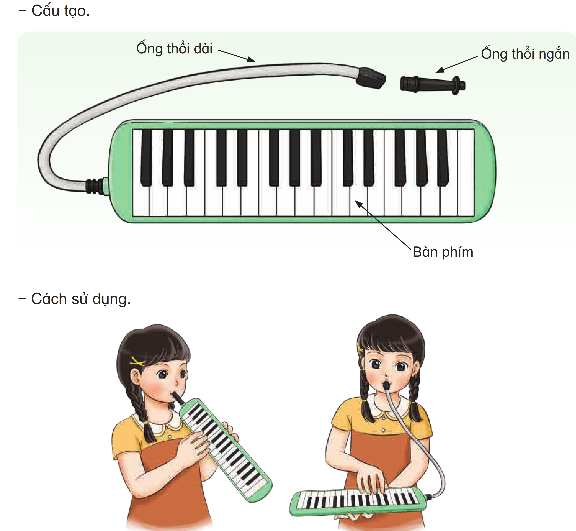 – Cấu tạo.
Ống thổi dài
Ống thổi ngắn
Bàn phím
– Cách sử dụng.